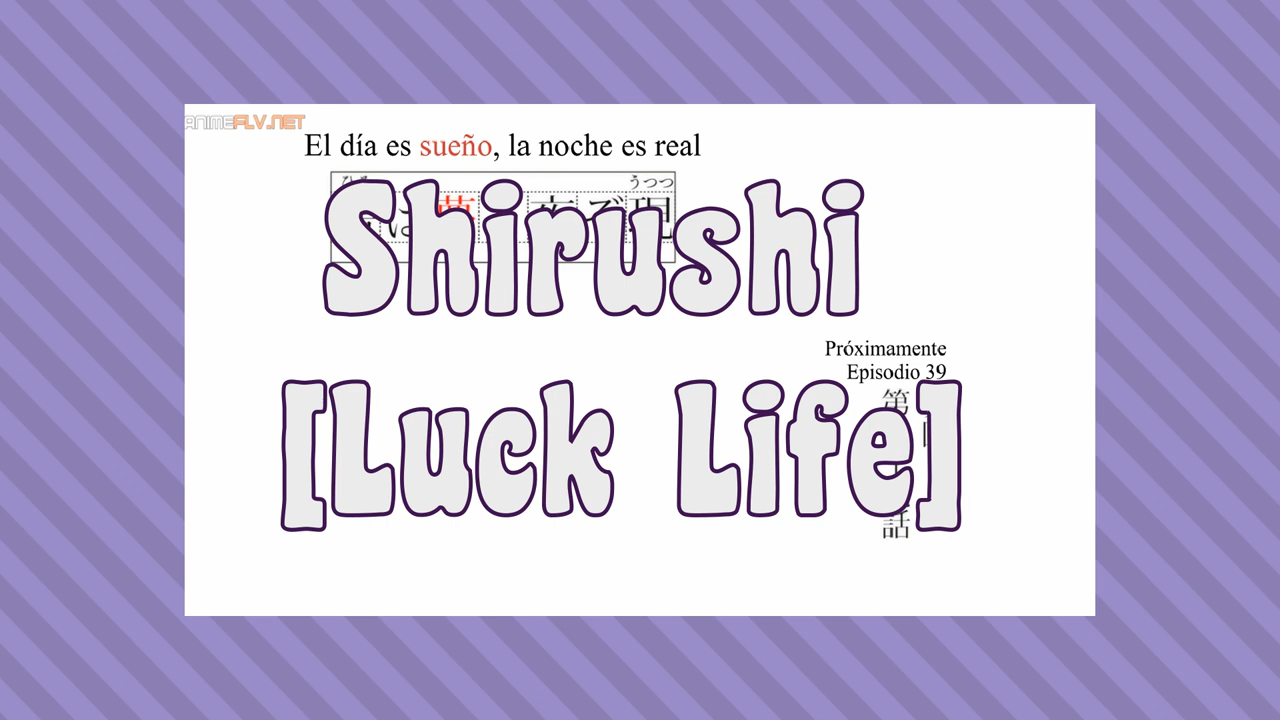 ANIMEFLV.NET
El día es sueño, la noche es real
うつつ
Shirushi
Próximamente
Episodio 39
[Luck Life]